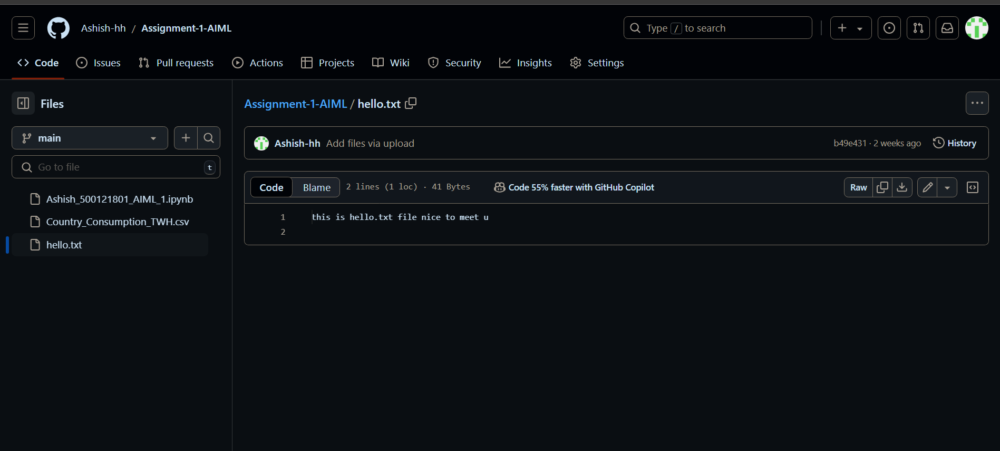 Ashish-hh / Assignment-1-AIML
Type / to search
Code Issues Pull requests Actions Projects Wiki Security Insights Settings
Files
main
Go to file t
Ashish_500121801_AIML_1.ipynb
Country_Consumption_TWH.csv
hello.txt
Assignment-1-AIML / hello.txt
Ashish-hh Add files via upload b49e431 · 2 weeks ago History
Code Blame 2 lines (1 loc) · 41 Bytes Code 55% faster with GitHub Copilot Raw
1 this is hello.txt file nice to meet u
2